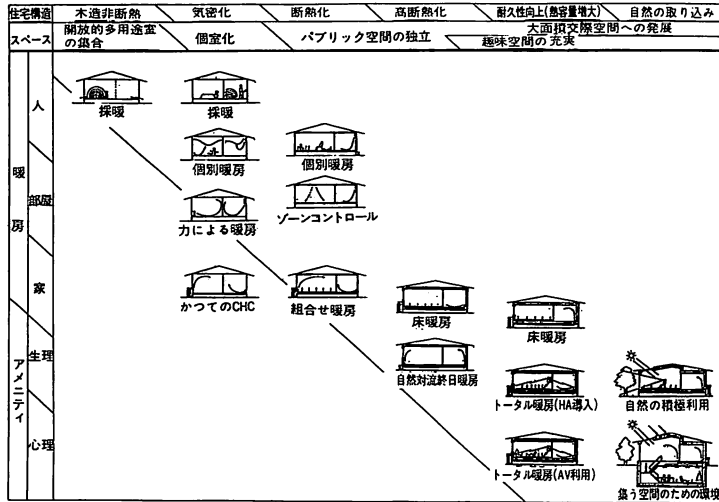 住宅構造 木造非断熱 気密化 断熱化 高断熱化 耐久性向上(熱容量増大) 自然の取り込み
スペース 開放的多用途室の集合 個室化 パブリック空間の独立 趣味空間の充実 大面積交際空間への発展
暖房
人
採暖 採暖
個別暖房 個別暖房
部屋
力による暖房 ゾーンコントロール
家
かつてのCHC 組合せ暖房 床暖房 床暖房
アメニティ
生理
自然対流終日暖房 トータル暖房(HA導入) 自然の積極利用
心理
トータル暖房(AV利用) 集う空間のための環境